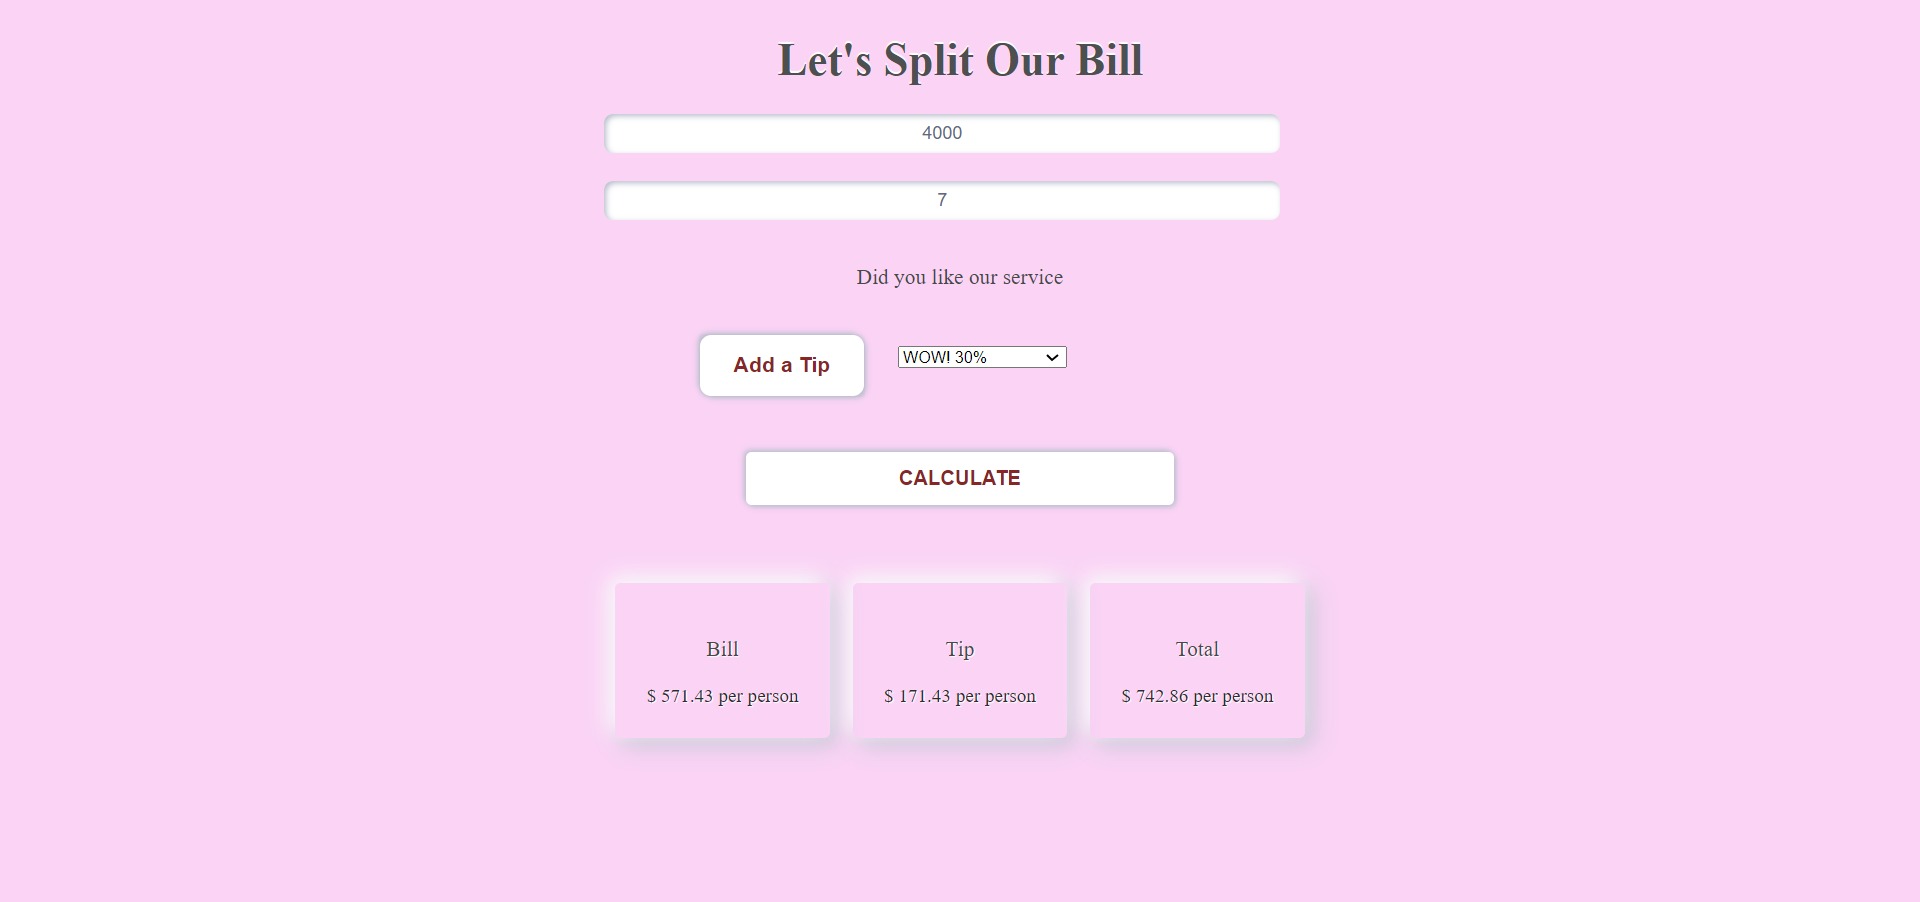 Let's Split Our Bill
4000
7
Did you like our service
Add a Tip
WOW! 30%
CALCULATE
Bill
$ 571.43 per person
Tip
$ 171.43 per person
Total
$ 742.86 per person